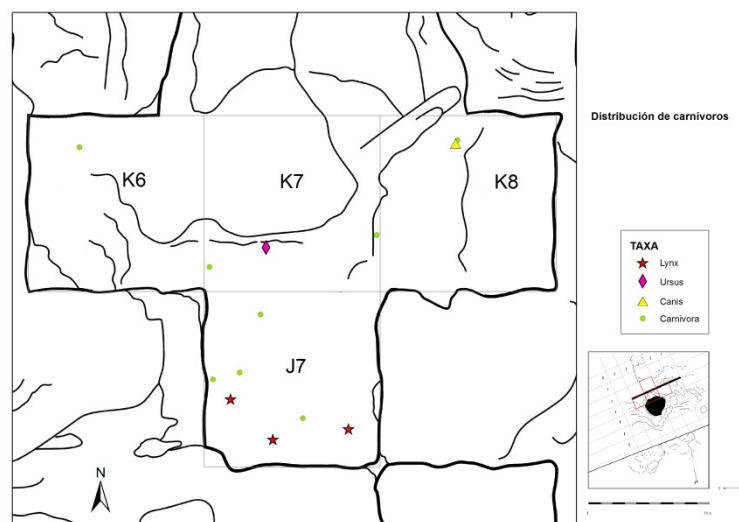 Distribución de carnívoros
K6
K7
K8
J7
N
TAXA
Lynx
Ursus
Canis
Carnivora